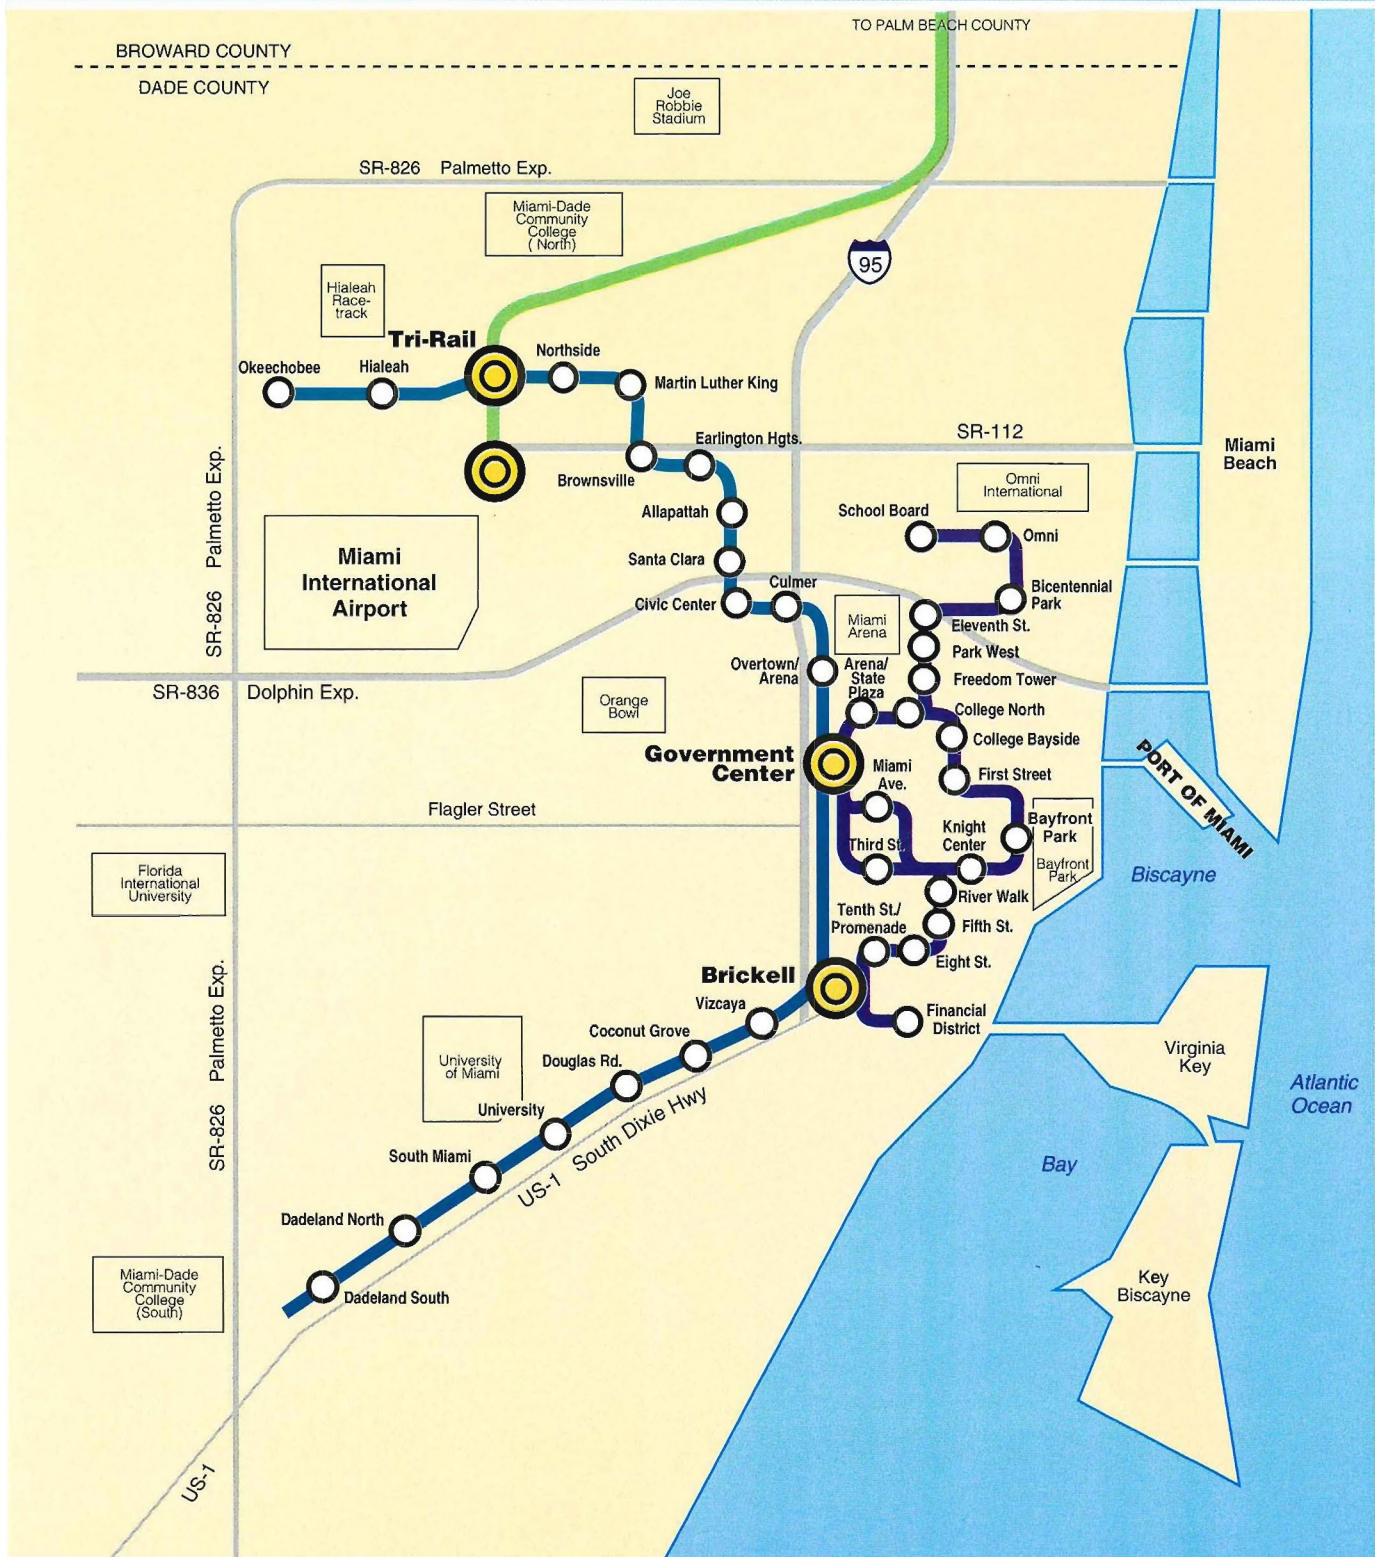 TO PALM BEACH COUNTY
BROWARD COUNTY
DADE COUNTY
Joe
Robbie
Stadium
SR-826 Palmetto Exp.
Miami-Dade
Community
College
( North)
95
Hialeah
Race-
track
Tri-Rail
Okeechobee
Hialeah
Northside
Martin Luther King
SR-112
Earlington Hgts.
Brownsville
Miami
Beach
Omni
International
SR-826 Palmetto Exp.
Allapattah
School Board
Omni
Miami
International
Airport
Santa Clara
Culmer
Civic Center
Bicentennial
Park
Miami
Arena
Eleventh St.
Park West
Overtown/
Arena
Arena/
State
Plaza
Freedom Tower
SR-836 Dolphin Exp.
Orange
Bowl
College North
College Bayside
Government
Center
Miami
Ave.
First Street
PORT OF MIAMI
Flagler Street
Third St.
Knight
Center
Bayfront
Park
Bayfront
Park
Florida
International
University
Biscayne
River Walk
Tenth St./
Promenade
Fifth St.
Eight St.
Brickell
Vizcaya
Financial
District
SR-826 Palmetto Exp.
Coconut Grove
Douglas Rd.
University
of Miami
University
Virginia
Key
Atlantic
Ocean
US-1 South Dixie Hwy
South Miami
Bay
Dadeland North
Dadeland South
Miami-Dade
Community
College
(South)
Key
Biscayne
US-1